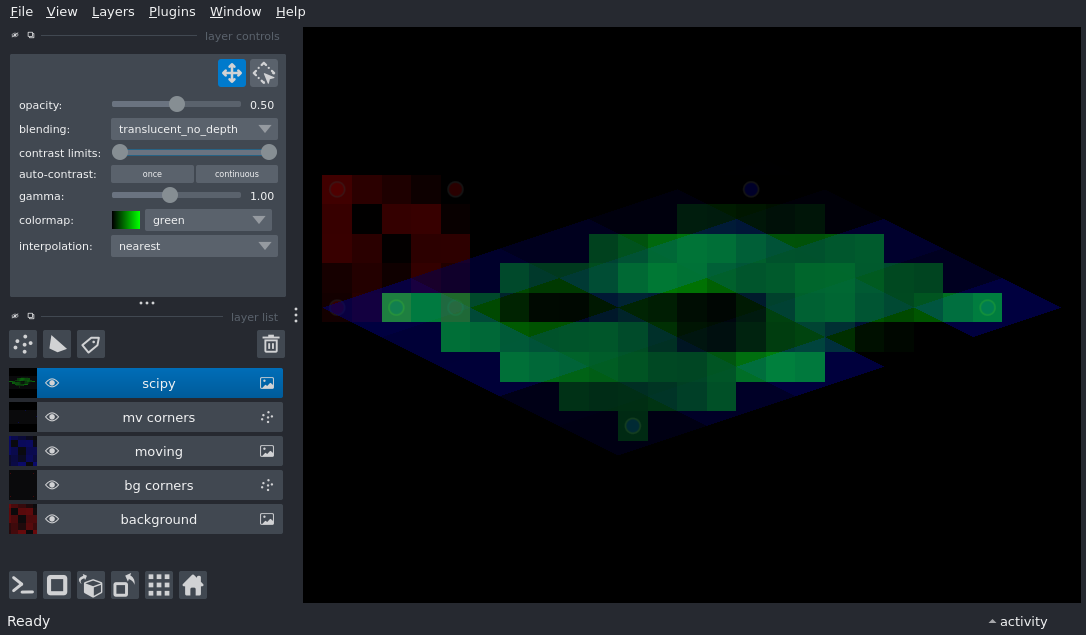 File View Layers Plugins Window Help
layer controls
opacity: 0.50
blending: translucent_no_depth
contrast limits:
auto-contrast: once continuous
gamma: 1.00
colormap: green
interpolation: nearest
layer list
scipy
mv corners
moving
bg corners
background
Ready
activity